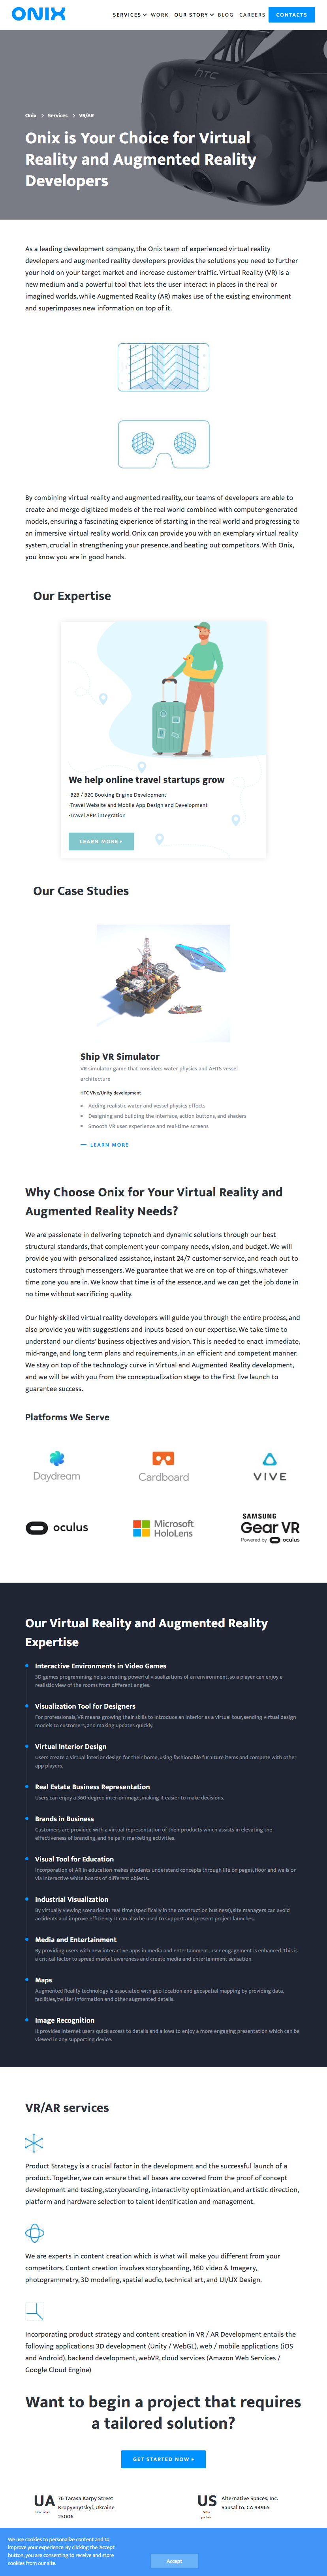 ONIX
SERVICES
WORK
OUR STORY
BLOG
CAREERS
CONTACTS
Onix > Services > VR/AR
Onix is Your Choice for Virtual
Reality and Augmented Reality
Developers
As a leading development company, the Onix team of experienced virtual reality
developers and augmented reality developers provides the solutions you need to further
your hold on your target market and increase customer traffic. Virtual Reality (VR) is a
new medium and a powerful tool that lets the user interact in places in the real or
imagined worlds, while Augmented Reality (AR) makes use of the existing environment
and superimposes new information on top of it.
By combining virtual reality and augmented reality, our teams of developers are able to
create and merge digitized models of the real world combined with computer-generated
models, ensuring a fascinating experience of starting in the real world and progressing to
an immersive virtual reality world. Onix can provide you with an exemplary virtual reality
system, crucial in strengthening your presence, and beating out competitors. With Onix,
you know you are in good hands.
Our Expertise
We help online travel startups grow
-B2B / B2C Booking Engine Development
-Travel Website and Mobile App Design and Development
-Travel APIs integration
LEARN MORE >
Our Case Studies
Ship VR Simulator
VR simulator game that considers water physics and AHTS vessel
architecture
HTC Vive/Unity development
Adding realistic water and vessel physics effects
Designing and building the interface, action buttons, and shaders
Smooth VR user experience and real-time screens
LEARN MORE
Why Choose Onix for Your Virtual Reality and
Augmented Reality Needs?
We are passionate in delivering topnotch and dynamic solutions through our best
structural standards, that complement your company needs, vision, and budget. We will
provide you with personalized assistance, instant 24/7 customer service, and reach out to
customers through messengers. We guarantee that we are on top of things, whatever
time zone you are in. We know that time is of the essence, and we can get the job done in
no time without sacrificing quality.
Our highly-skilled virtual reality developers will guide you through the entire process, and
also provide you with suggestions and inputs based on our expertise. We take time to
understand our clients' business objectives and vision. This is needed to enact immediate,
mid-range, and long term plans and requirements, in an efficient and competent manner.
We stay on top of the technology curve in Virtual and Augmented Reality development,
and we will be with you from the conceptualization stage to the first live launch to
guarantee success.
Platforms We Serve
Daydream
Cardboard
VIVE
oculus
Microsoft
HoloLens
SAMSUNG
Gear VR
Powered by oculus
Our Virtual Reality and Augmented Reality
Expertise
Interactive Environments in Video Games
3D games programming helps creating powerful visualizations of an environment, so a player can enjoy a
realistic view of the rooms from different angles.
Visualization Tool for Designers
For professionals, VR means growing their skills to introduce an interior as a virtual tour, sending virtual design
models to customers, and making updates quickly.
Virtual Interior Design
Users create a virtual interior design for their home, using fashionable furniture items and compete with other
app players.
Real Estate Business Representation
Users can enjoy a 360-degree interior image, making it easier to make decisions.
Brands in Business
Customers are provided with a virtual representation of their products which assists in elevating the
effectiveness of branding, and helps in marketing activities.
Visual Tool for Education
Incorporation of AR in education makes students understand concepts through life on pages, floor and walls or
via interactive white boards of different objects.
Industrial Visualization
By virtually viewing scenarios in real time (specifically in the construction business), site managers can avoid
accidents and improve efficiency. It can also be used to support and present project launches.
Media and Entertainment
By providing users with new interactive apps in media and entertainment, user engagement is enhanced. This is
a critical factor to spread market awareness and create media and entertainment sensation.
Maps
Augmented Reality technology is associated with geo-location and geospatial mapping by providing data,
facilities, twitter information and other augmented details.
Image Recognition
It provides internet users quick access to details and allows to enjoy a more engaging presentation which can be
viewed in any supporting device.
VR/AR services
Product Strategy is a crucial factor in the development and the successful launch of a
product. Together, we can ensure that all bases are covered from the proof of concept
development and testing, storyboarding, interactivity optimization, and artistic direction,
platform and hardware selection to talent identification and management.
We are experts in content creation which is what will make you different from your
competitors. Content creation involves storyboarding, 360 video & Imagery,
photogrammetry, 3D modeling, spatial audio, technical art, and UI/UX Design.
Incorporating product strategy and content creation in VR / AR Development entails the
following applications: 3D development (Unity / WebGL), web / mobile applications (iOS
and Android), backend development, webVR, cloud services (Amazon Web Services /
Google Cloud Engine)
Want to begin a project that requires
a tailored solution?
GET STARTED NOW >
UA
Head office
76 Tarasa Karpy Street
Kropyvnytskyi, Ukraine
25006
US
Sales
partner
Alternative Spaces, Inc.
Sausalito, CA 94965
We use cookies to personalize content and to
improve your experience. By clicking the 'Accept'
button, you are consenting to receive and store
cookies from our site.
Accept